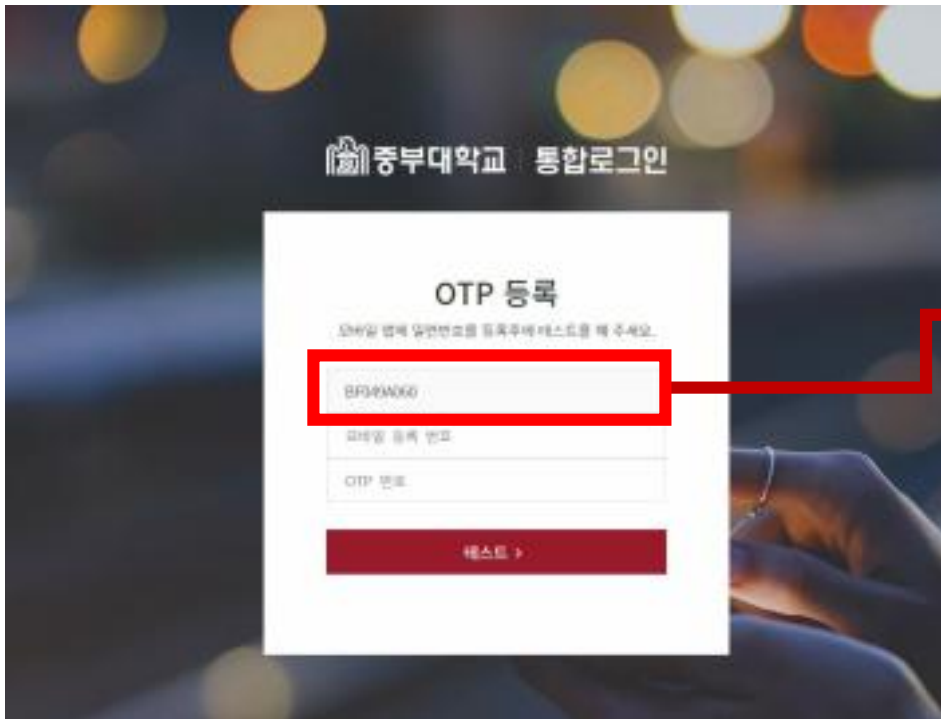 중부대학교 통합로그인
OTP 등록
모바일 앱에 일련번호를 등록후에 테스트를 해 주세요.
BF049A060
모바일 등록 번호
OTP 번호
테스트 >